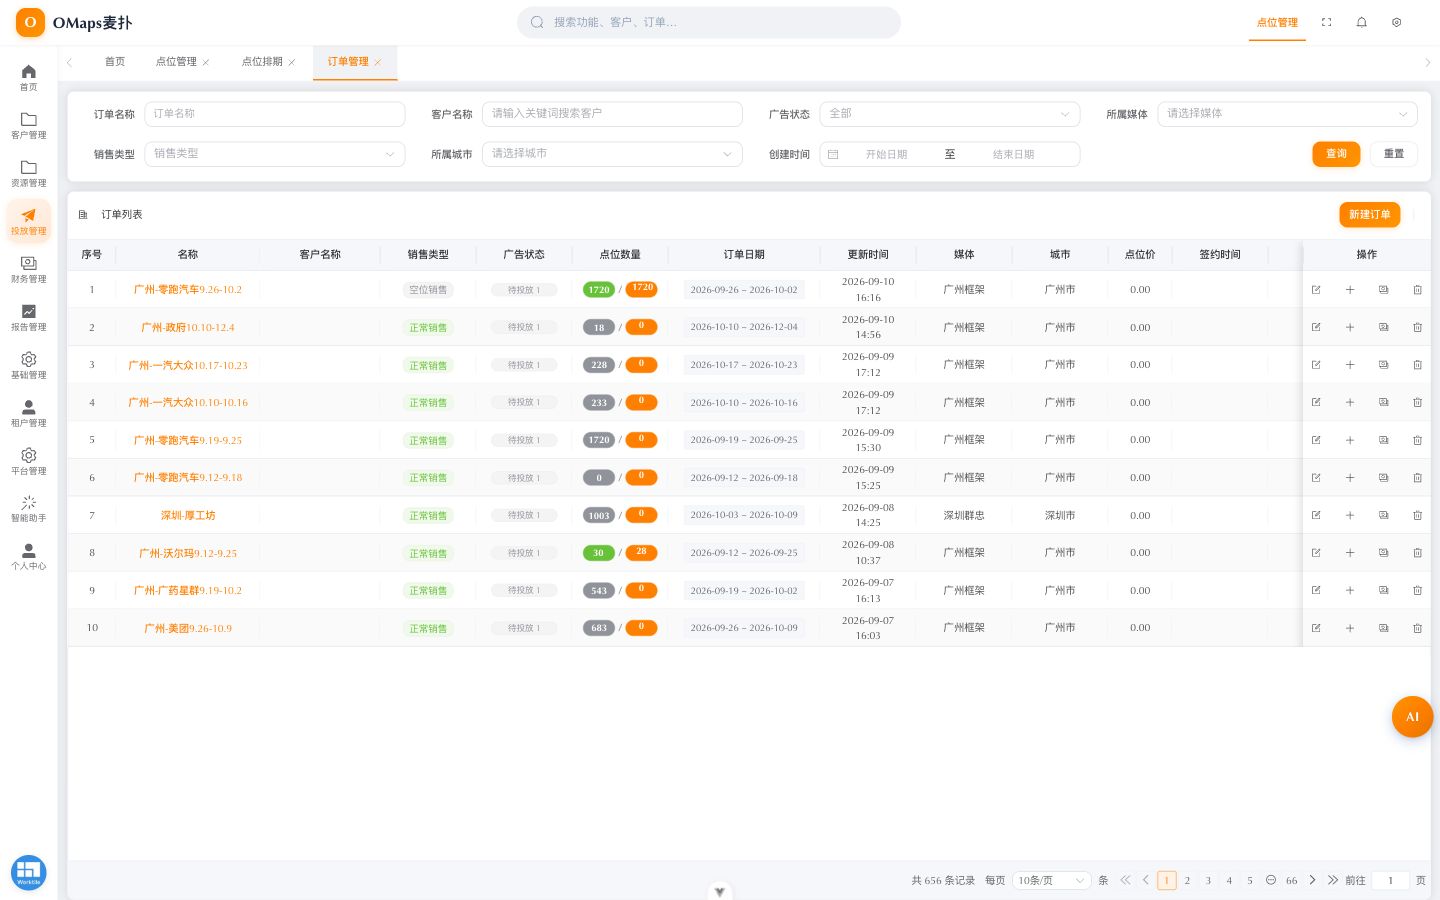 O OMaps麦扑 搜索功能、客户、订单... 点位管理
首页 点位管理 点位排期 订单管理
首页
客户管理
资源管理
投放管理
财务管理
报告管理
基础管理
租户管理
平台管理
智能助手
个人中心
Worktile
订单名称 订单名称 客户名称 请输入关键词搜索客户 广告状态 全部 所属媒体 请选择媒体
销售类型 销售类型 所属城市 请选择城市 创建时间 开始日期 至 结束日期 查询 重置
订单列表 新建订单
序号 名称 客户名称 销售类型 广告状态 点位数量 订单日期 更新时间 媒体 城市 点位价 签约时间 操作
1 广州-零跑汽车9.26-10.2 空位销售 待投放 1 1720 / 1720 2026-09-26 ~ 2026-10-02 2026-09-10 16:16 广州框架 广州市 0.00
2 广州-政府10.10-12.4 正常销售 待投放 1 18 / 0 2026-10-10 ~ 2026-12-04 2026-09-10 14:56 广州框架 广州市 0.00
3 广州-一汽大众10.17-10.23 正常销售 待投放 1 228 / 0 2026-10-17 ~ 2026-10-23 2026-09-09 17:12 广州框架 广州市 0.00
4 广州-一汽大众10.10-10.16 正常销售 待投放 1 233 / 0 2026-10-10 ~ 2026-10-16 2026-09-09 17:12 广州框架 广州市 0.00
5 广州-零跑汽车9.19-9.25 正常销售 待投放 1 1720 / 0 2026-09-19 ~ 2026-09-25 2026-09-09 15:30 广州框架 广州市 0.00
6 广州-零跑汽车9.12-9.18 正常销售 待投放 1 0 / 0 2026-09-12 ~ 2026-09-18 2026-09-09 15:25 广州框架 广州市 0.00
7 深圳-厚工坊 正常销售 待投放 1 1003 / 0 2026-10-03 ~ 2026-10-09 2026-09-08 14:25 深圳群忠 深圳市 0.00
8 广州-沃尔玛9.12-9.25 正常销售 待投放 1 30 / 28 2026-09-12 ~ 2026-09-25 2026-09-08 10:37 广州框架 广州市 0.00
9 广州-广药星群9.19-10.2 正常销售 待投放 1 543 / 0 2026-09-19 ~ 2026-10-02 2026-09-07 16:13 广州框架 广州市 0.00
10 广州-美团9.26-10.9 正常销售 待投放 1 683 / 0 2026-09-26 ~ 2026-10-09 2026-09-07 16:03 广州框架 广州市 0.00
AI
共 656 条记录 每页 10条/页 条 1 2 3 4 5 66 前往 1 页